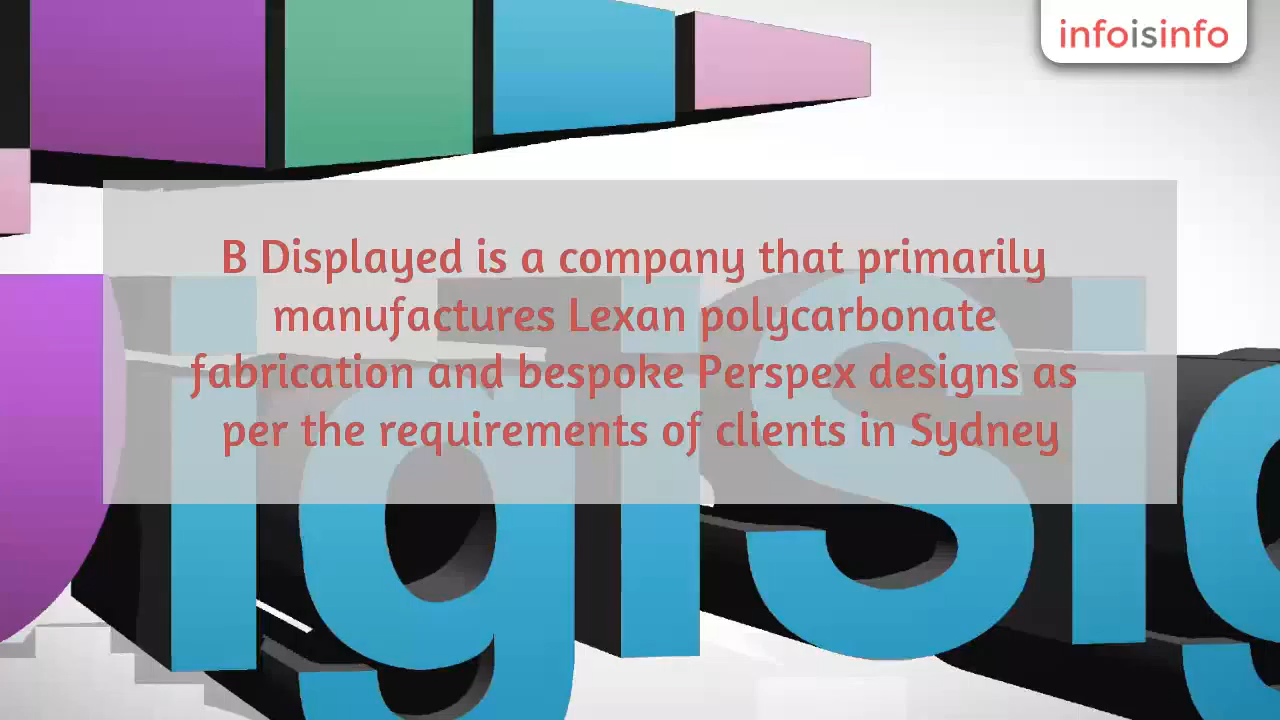 infoisinfo
B Displayed is a company that primarily
manufactures Lexan polycarbonate
fabrication and bespoke Perspex designs as
per the requirements of clients in Sydney
igiSig